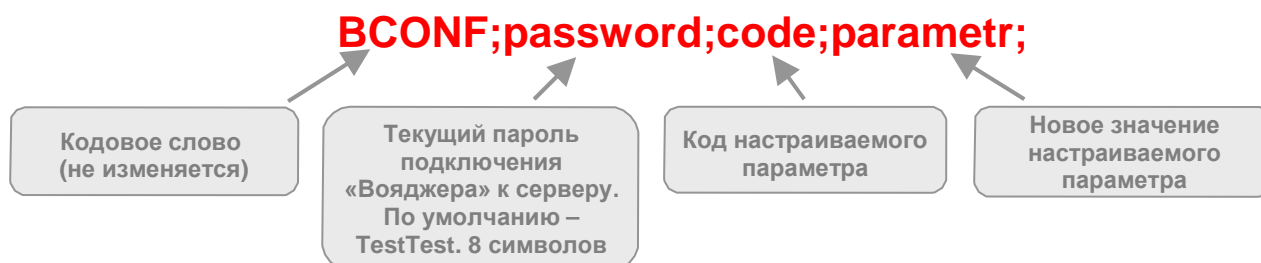 BCONF;password;code;parametr;
Кодовое слово
(не изменяется)
Текущий пароль
подключения
«Вояджера» к серверу.
По умолчанию –
TestTest. 8 символов
Код настраиваемого
параметра
Новое значение
настраиваемого
параметра